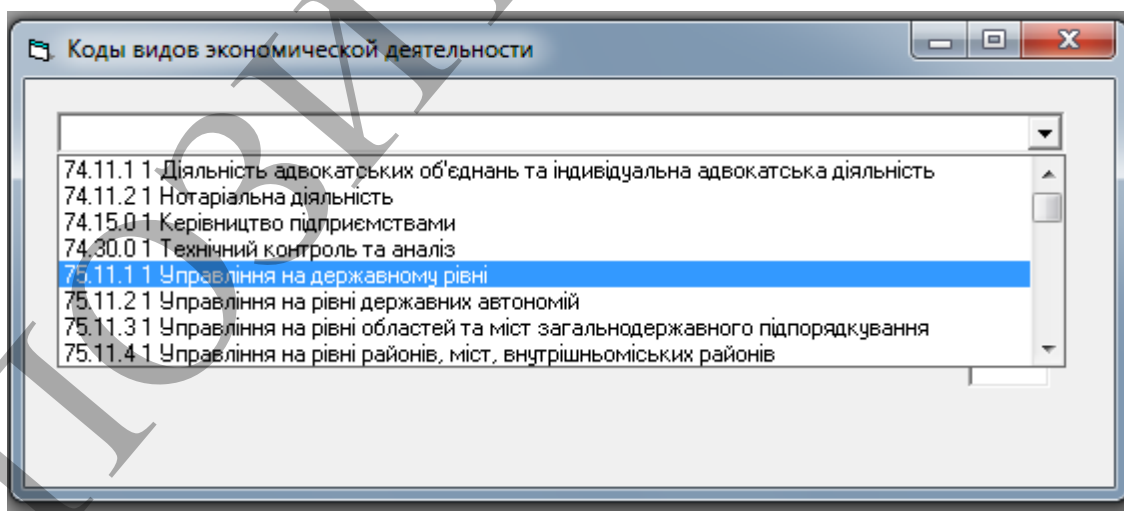 Коды видов экономической деятельности
74.11.1 1 Діяльність адвокатських об'єднань та індивідуальна адвокатська діяльність
74.11.2 1 Нотаріальна діяльність
74.15.0 1 Керівництво підприємствами
74.30.0 1 Технічний контроль та аналіз
75.11.1 1 Управління на державному рівні
75.11.2 1 Управління на рівні державних автономій
75.11.3 1 Управління на рівні областей та міст загальнодержавного підпорядкування
75.11.4 1 Управління на рівні районів, міст, внутрішньоміських районів